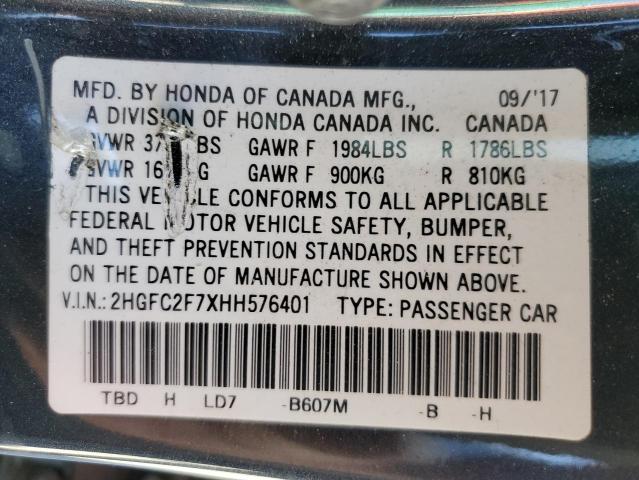 MFD. BY HONDA OF CANADA MFG., 09/'17
A DIVISION OF HONDA CANADA INC. CANADA
GAWR F 1984LBS R 1786LBS
GAWR F 900KG R 810KG
THIS VEHICLE CONFORMS TO ALL APPLICABLE
FEDERAL MOTOR VEHICLE SAFETY, BUMPER,
AND THEFT PREVENTION STANDARDS IN EFFECT
ON THE DATE OF MANUFACTURE SHOWN ABOVE.
V.I.N.: 2HGFC2F7XHH576401 TYPE: PASSENGER CAR
TBD H LD7 -B607M -B -H